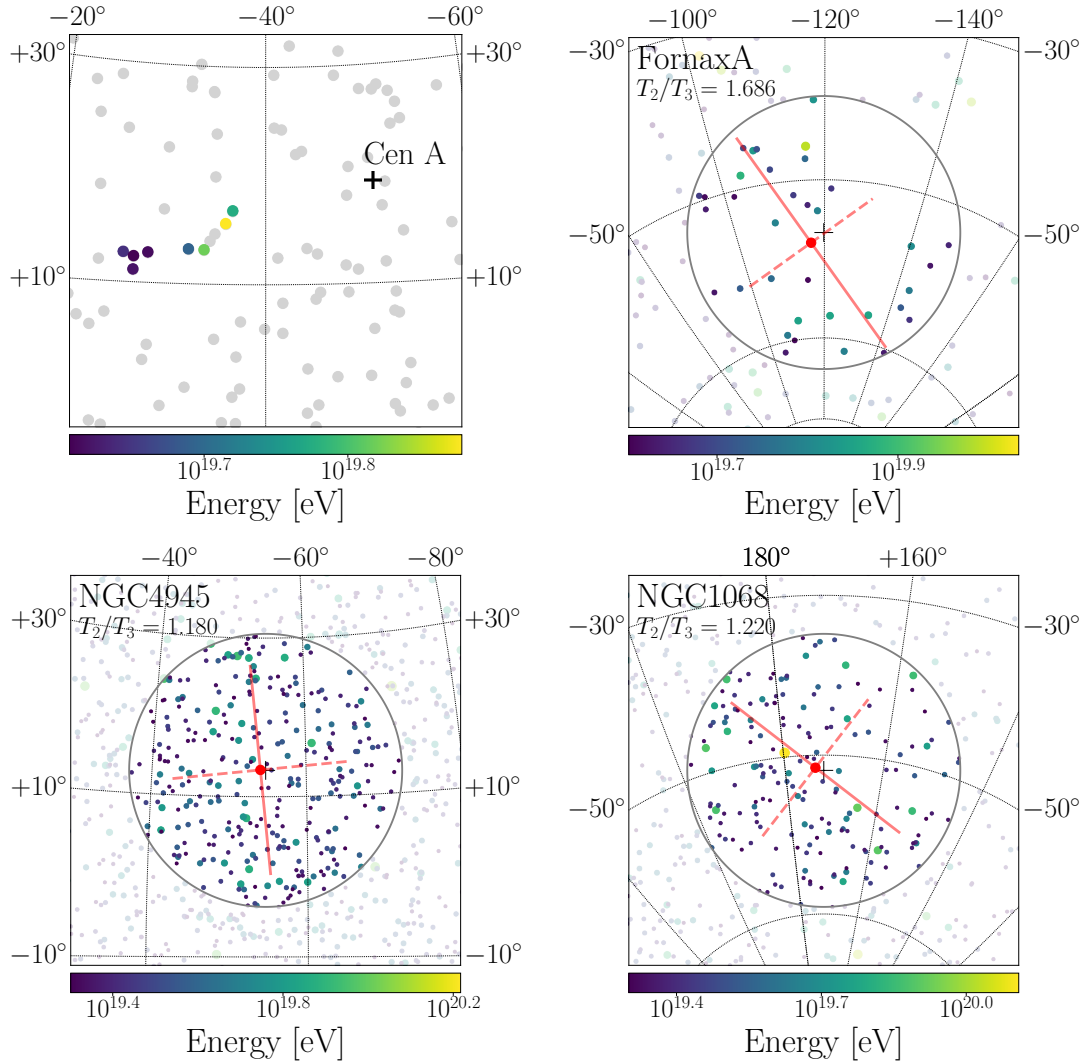 −20° −40° −60°
+30° +30°
Cen A
+10° +10°
10^19.7 10^19.8
Energy [eV]
−100° −120° −140°
−30° −30°
FornaxA
T₂/T₃ = 1.686
−50° −50°
10^19.7 10^19.9
Energy [eV]
−40° −60° −80°
+30° +30°
NGC4945
T₂/T₃ = 1.180
+10° +10°
−10° −10°
10^19.4 10^19.8 10^20.2
Energy [eV]
180° +160°
−30° −30°
NGC1068
T₂/T₃ = 1.220
−50° −50°
10^19.4 10^19.7 10^20.0
Energy [eV]